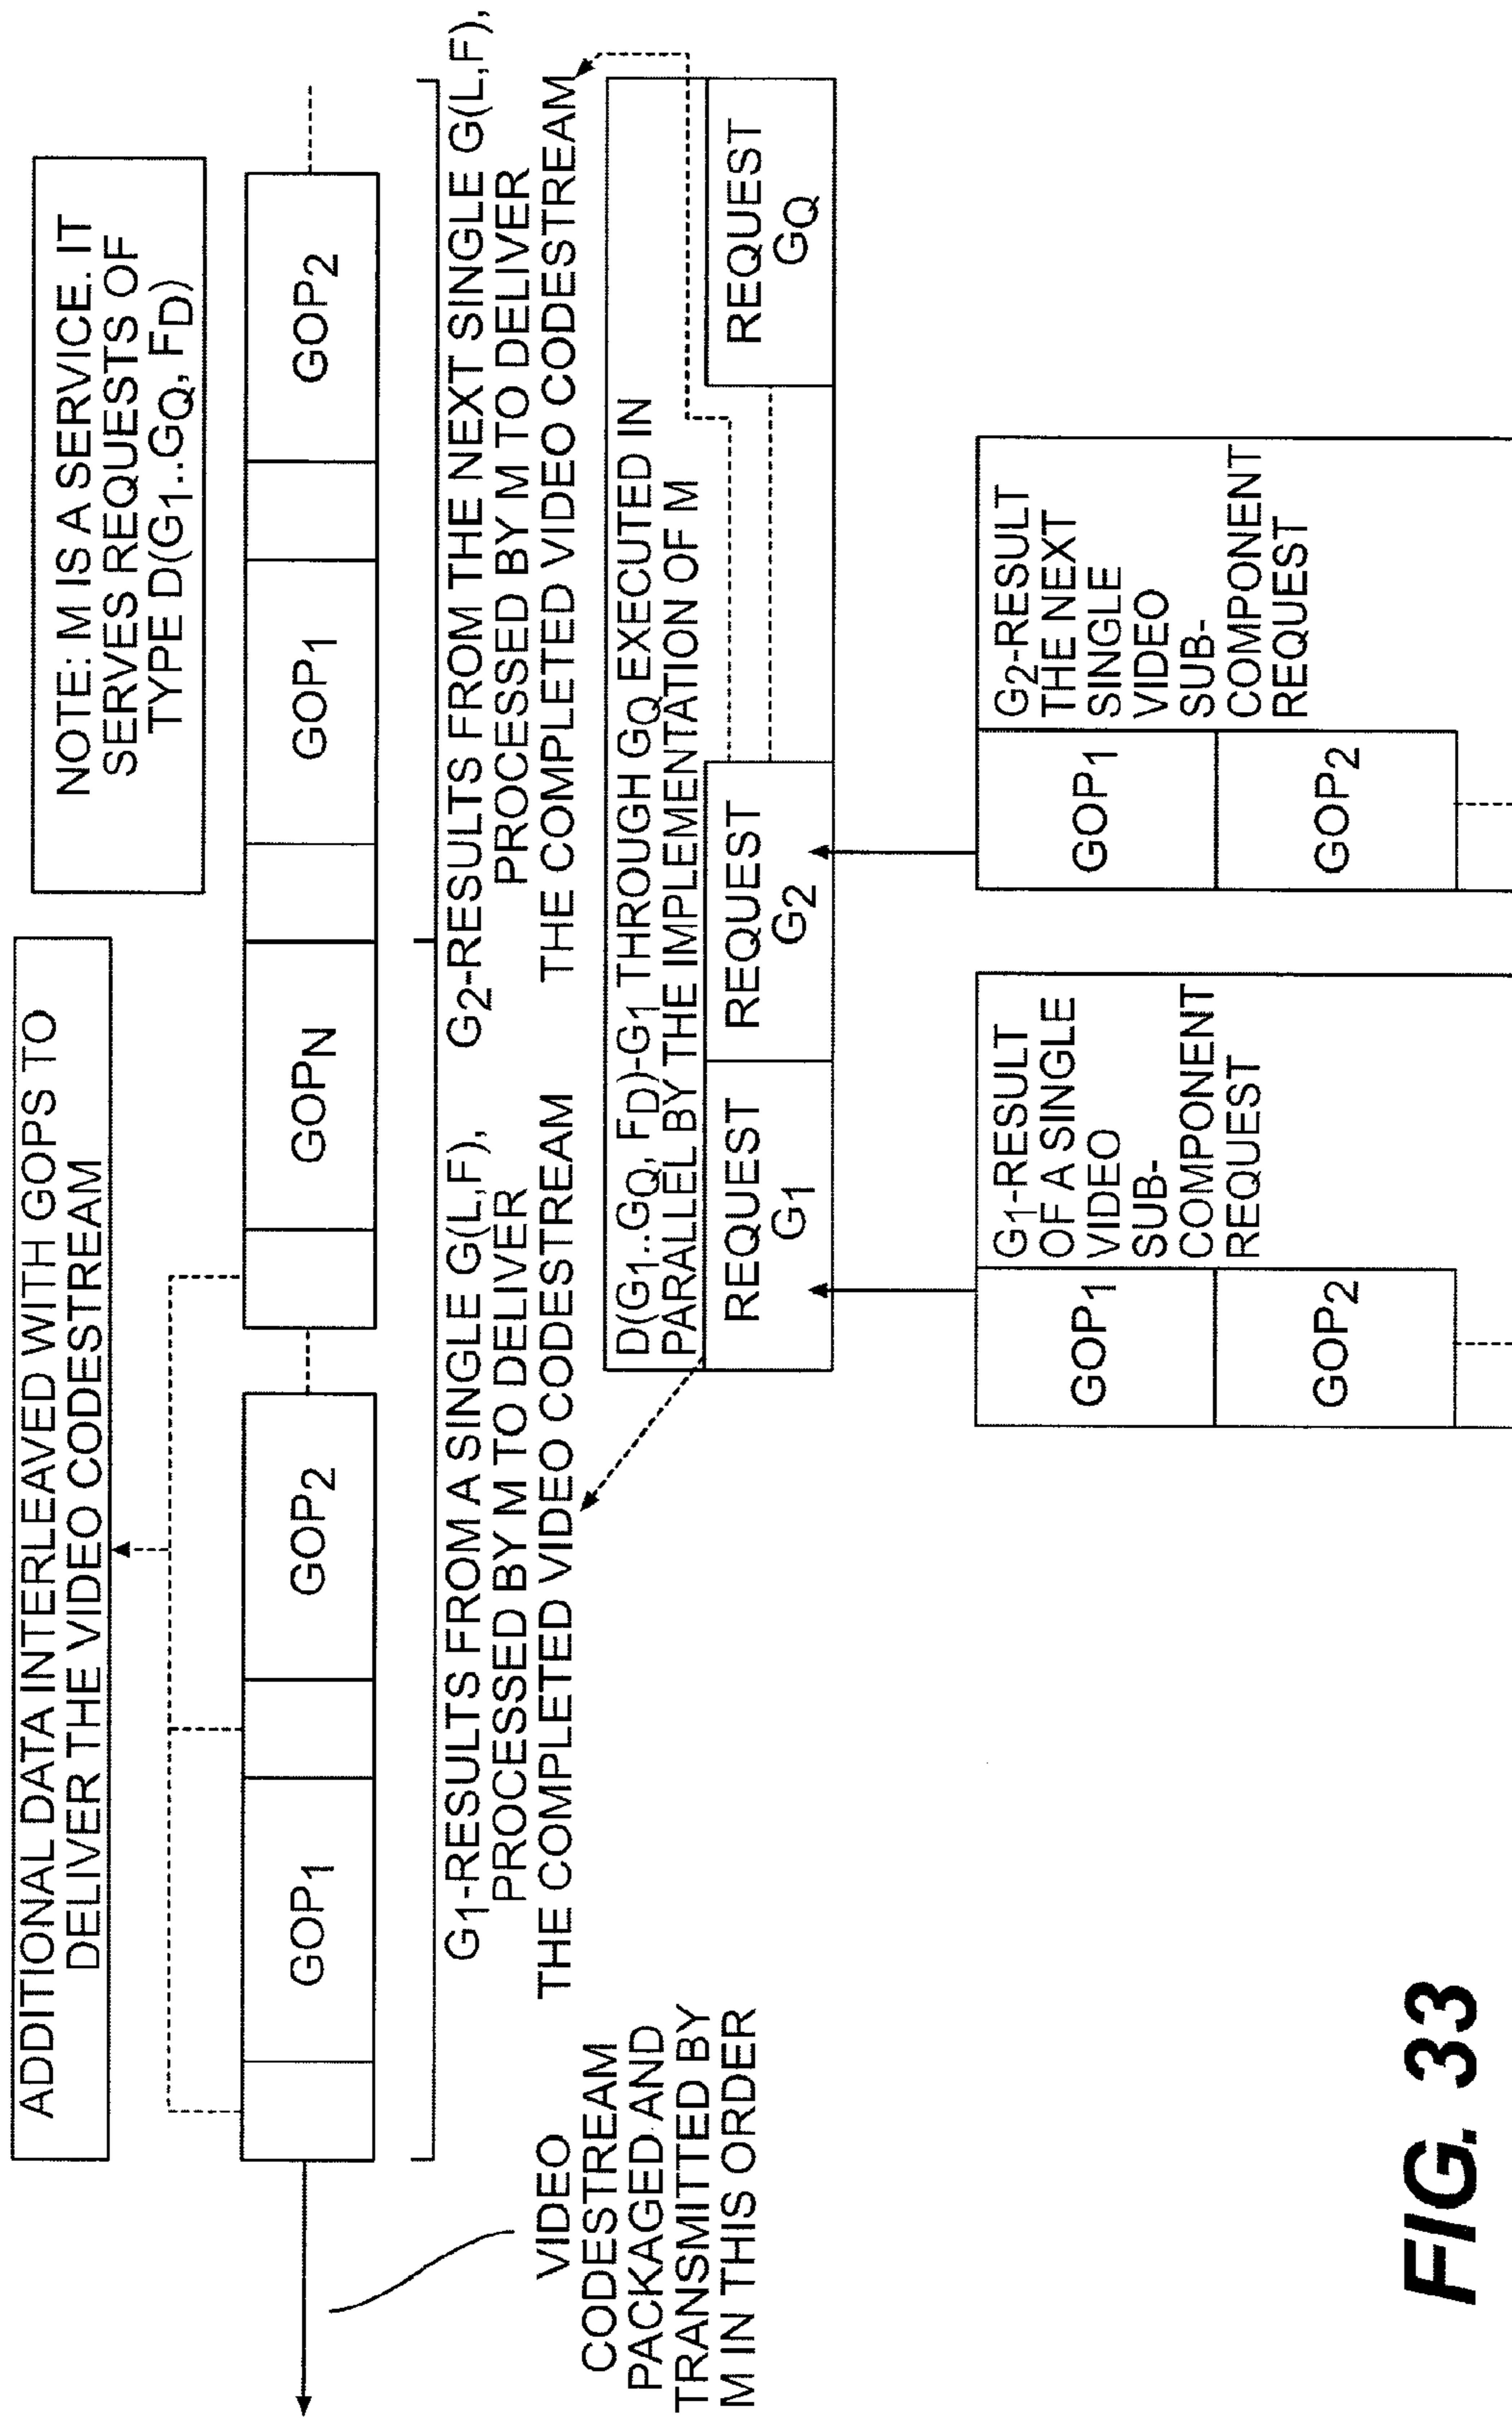 ADDITIONAL DATA INTERLEAVED WITH GOPS TO
DELIVER THE VIDEO CODESTREAM
NOTE: M IS A SERVICE. IT
SERVES REQUESTS OF
TYPE D(G1..GQ, FD)
GOP1
GOP2
GOPN
GOP1
GOP2
G1-RESULTS FROM A SINGLE G(L,F),
PROCESSED BY M TO DELIVER
THE COMPLETED VIDEO CODESTREAM
G2-RESULTS FROM THE NEXT SINGLE G(L,F),
PROCESSED BY M TO DELIVER
THE COMPLETED VIDEO CODESTREAM
VIDEO
CODESTREAM
PACKAGED AND
TRANSMITTED BY
M IN THIS ORDER
D(G1..GQ, FD)-G1 THROUGH GQ EXECUTED IN
PARALLEL BY THE IMPLEMENTATION OF M
REQUEST
G1
REQUEST
G2
REQUEST
GQ
GOP1
GOP2
G1-RESULT
OF A SINGLE
VIDEO
SUB-
COMPONENT
REQUEST
GOP1
GOP2
G2-RESULT
THE NEXT
SINGLE
VIDEO
SUB-
COMPONENT
REQUEST
FIG. 33